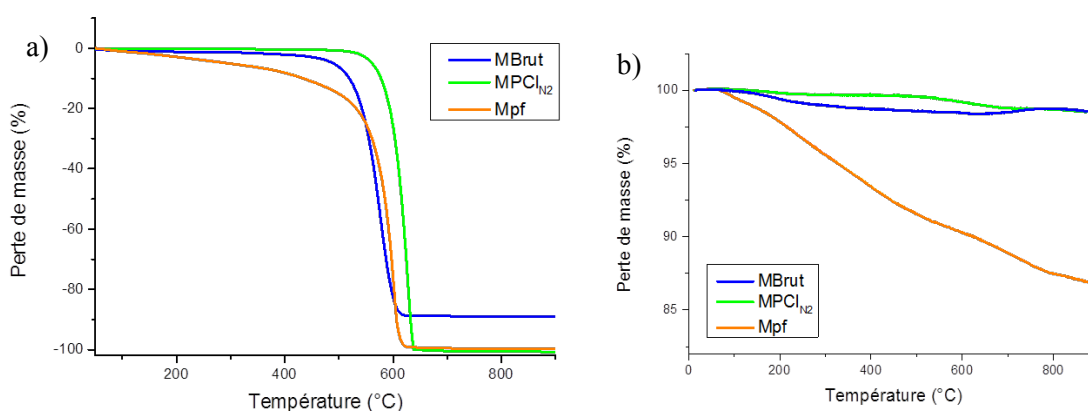 a)
0
-20
-40
-60
-80
-100
Perte de masse (%)
200
400
600
800
Température (°C)
MBrut
MPCl_N2
Mpf
b)
100
95
90
85
Perte de masse (%)
0
200
400
600
800
Température (°C)
MBrut
MPCl_N2
Mpf